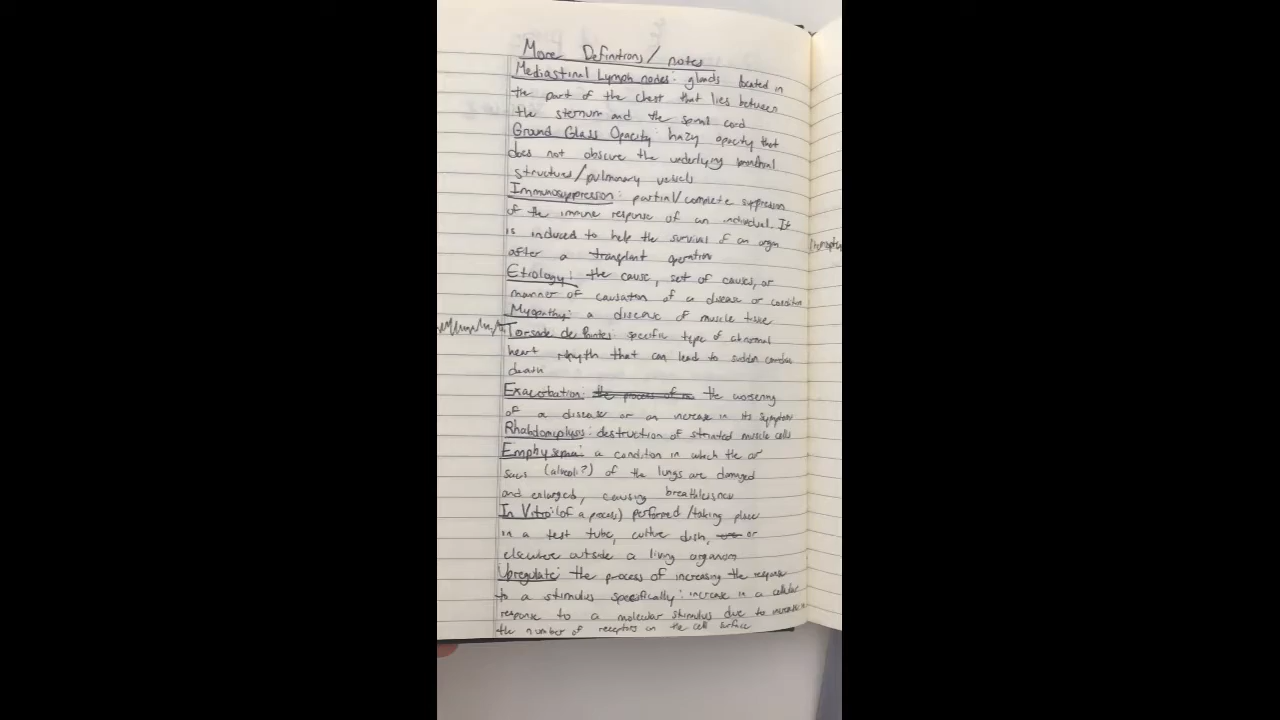 More Definitions/notes
Mediastinal Lymph nodes: glands located in
the part of the chest that lies between
the sternum and the spinal cord
Ground Glass Opacity: hazy opacity that
does not obscure the underlying bronchial
structures/pulmonary vessels
Immunosuppression: partial/complete suppression
of the immune response of an individual. It
is induced to help the survival of an organ
after a transplant operation
Etiology: the cause, set of causes, or
manner of causation of a disease or condition
Myopathy: a disease of muscle tissue
Torsade de Pointes: specific type of abnormal
heart rhyth that can lead to sudden cardiac
death
Exacerbation: the process of the worsening
of a disease or an increase in its symptoms
Rhabdomyolysis: destruction of striated muscle cells
Emphysema: a condition in which the air
sacs (alveoli?) of the lungs are damaged
and enlarged, causing breathlessness
In Vitro: (of a process) performed/taking place
in a test tube, culture dish, or
elsewhere outside a living organism
Upregulate: the process of increasing the response
to a stimulus specifically: increase in a cellular
response to a molecular stimulus due to increase in
the number of receptors on the cell surface